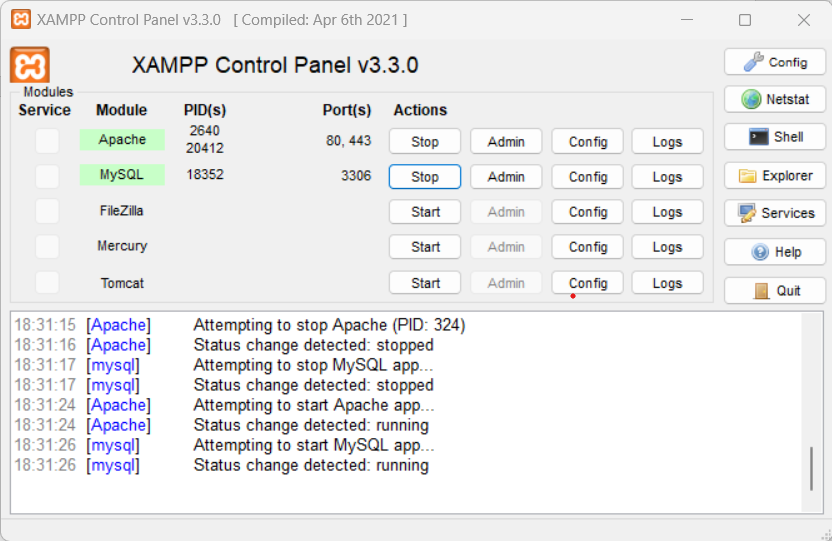 XAMPP Control Panel v3.3.0 [ Compiled: Apr 6th 2021 ]
XAMPP Control Panel v3.3.0
Config
Modules
Service Module PID(s) Port(s) Actions
Netstat
Apache 2640 20412 80, 443 Stop Admin Config Logs
Shell
MySQL 18352 3306 Stop Admin Config Logs
Explorer
FileZilla Start Admin Config Logs
Services
Mercury Start Admin Config Logs
Help
Tomcat Start Admin Config Logs
Quit
18:31:15 [Apache] Attempting to stop Apache (PID: 324)
18:31:16 [Apache] Status change detected: stopped
18:31:17 [mysql] Attempting to stop MySQL app...
18:31:17 [mysql] Status change detected: stopped
18:31:24 [Apache] Attempting to start Apache app...
18:31:24 [Apache] Status change detected: running
18:31:26 [mysql] Attempting to start MySQL app...
18:31:26 [mysql] Status change detected: running